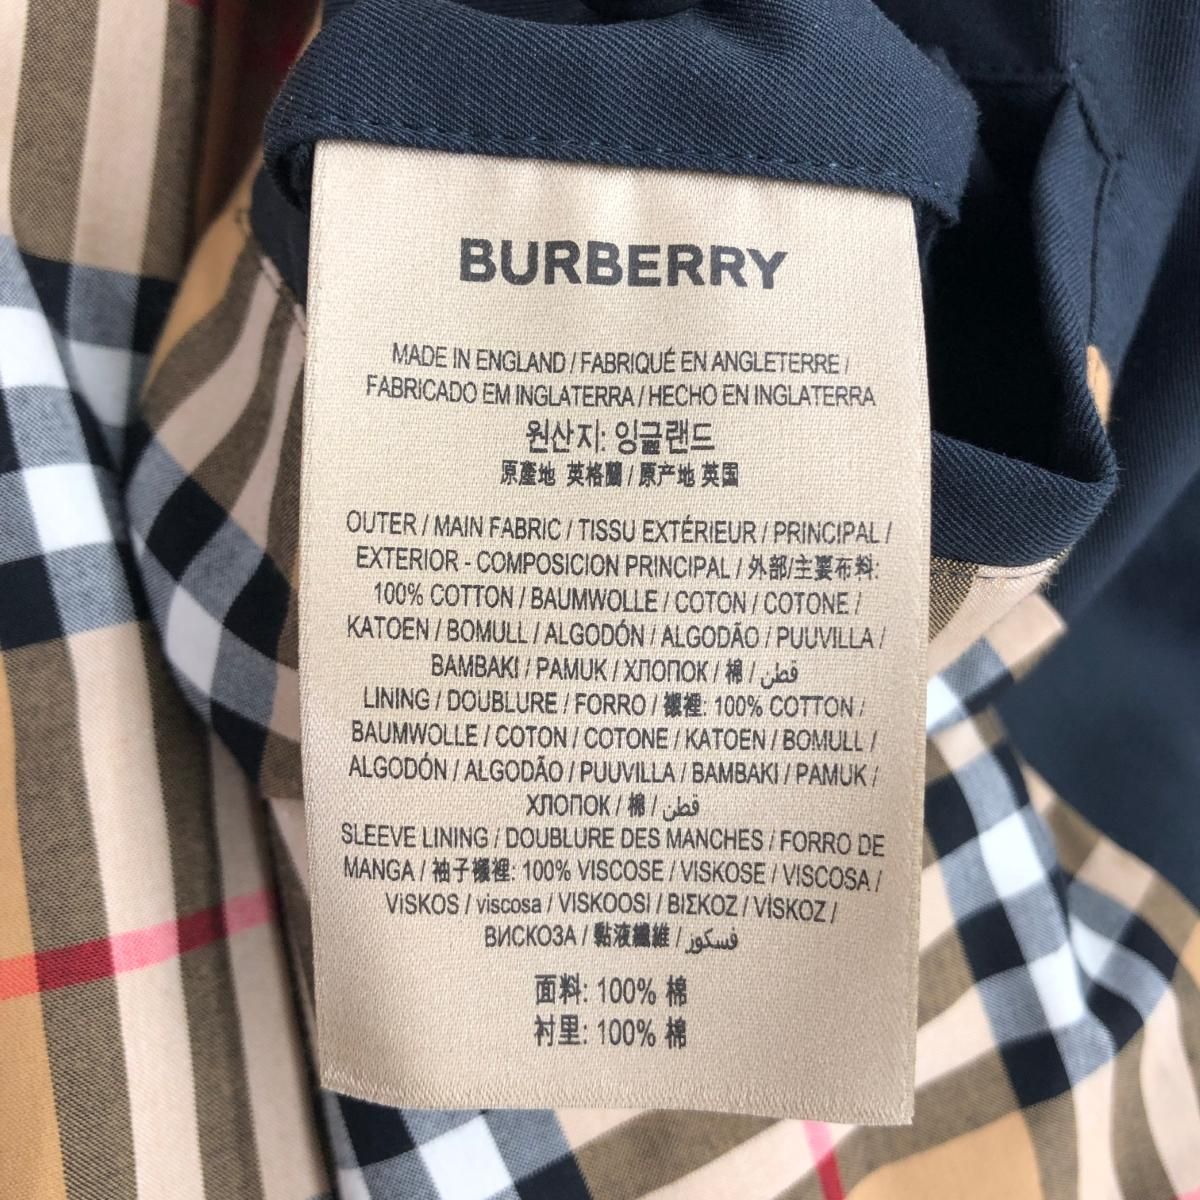 BURBERRY
MADE IN ENGLAND / FABRIQUÉ EN ANGLETERRE /
FABRICADO EM INGLATERRA / HECHO EN INGLATERRA
원산지: 잉글랜드
原產地 英格蘭 / 原产地 英国
OUTER / MAIN FABRIC / TISSU EXTÉRIEUR / PRINCIPAL /
EXTERIOR - COMPOSICION PRINCIPAL / 外部/主要布料:
100% COTTON / BAUMWOLLE / COTON / COTONE /
KATOEN / BOMULL / ALGODÓN / ALGODÃO / PUUVILLA /
BAMBAKI / PAMUK / ХЛОПОК / 棉 / قطن
LINING / DOUBLURE / FORRO / 襯裡: 100% COTTON /
BAUMWOLLE / COTON / COTONE / KATOEN / BOMULL /
ALGODÓN / ALGODÃO / PUUVILLA / BAMBAKI / PAMUK /
ХЛОПОК / 棉 / قطن
SLEEVE LINING / DOUBLURE DES MANCHES / FORRO DE
MANGA / 袖子襯裡: 100% VISCOSE / VISKOSE / VISCOSA /
VISKOS / viscosa / VISKOOSI / ΒΙΣΚΟΖ / VİSKOZ /
ВИСКОЗА / 黏液纖維 / فسكور
面料: 100% 棉
衬里: 100% 棉